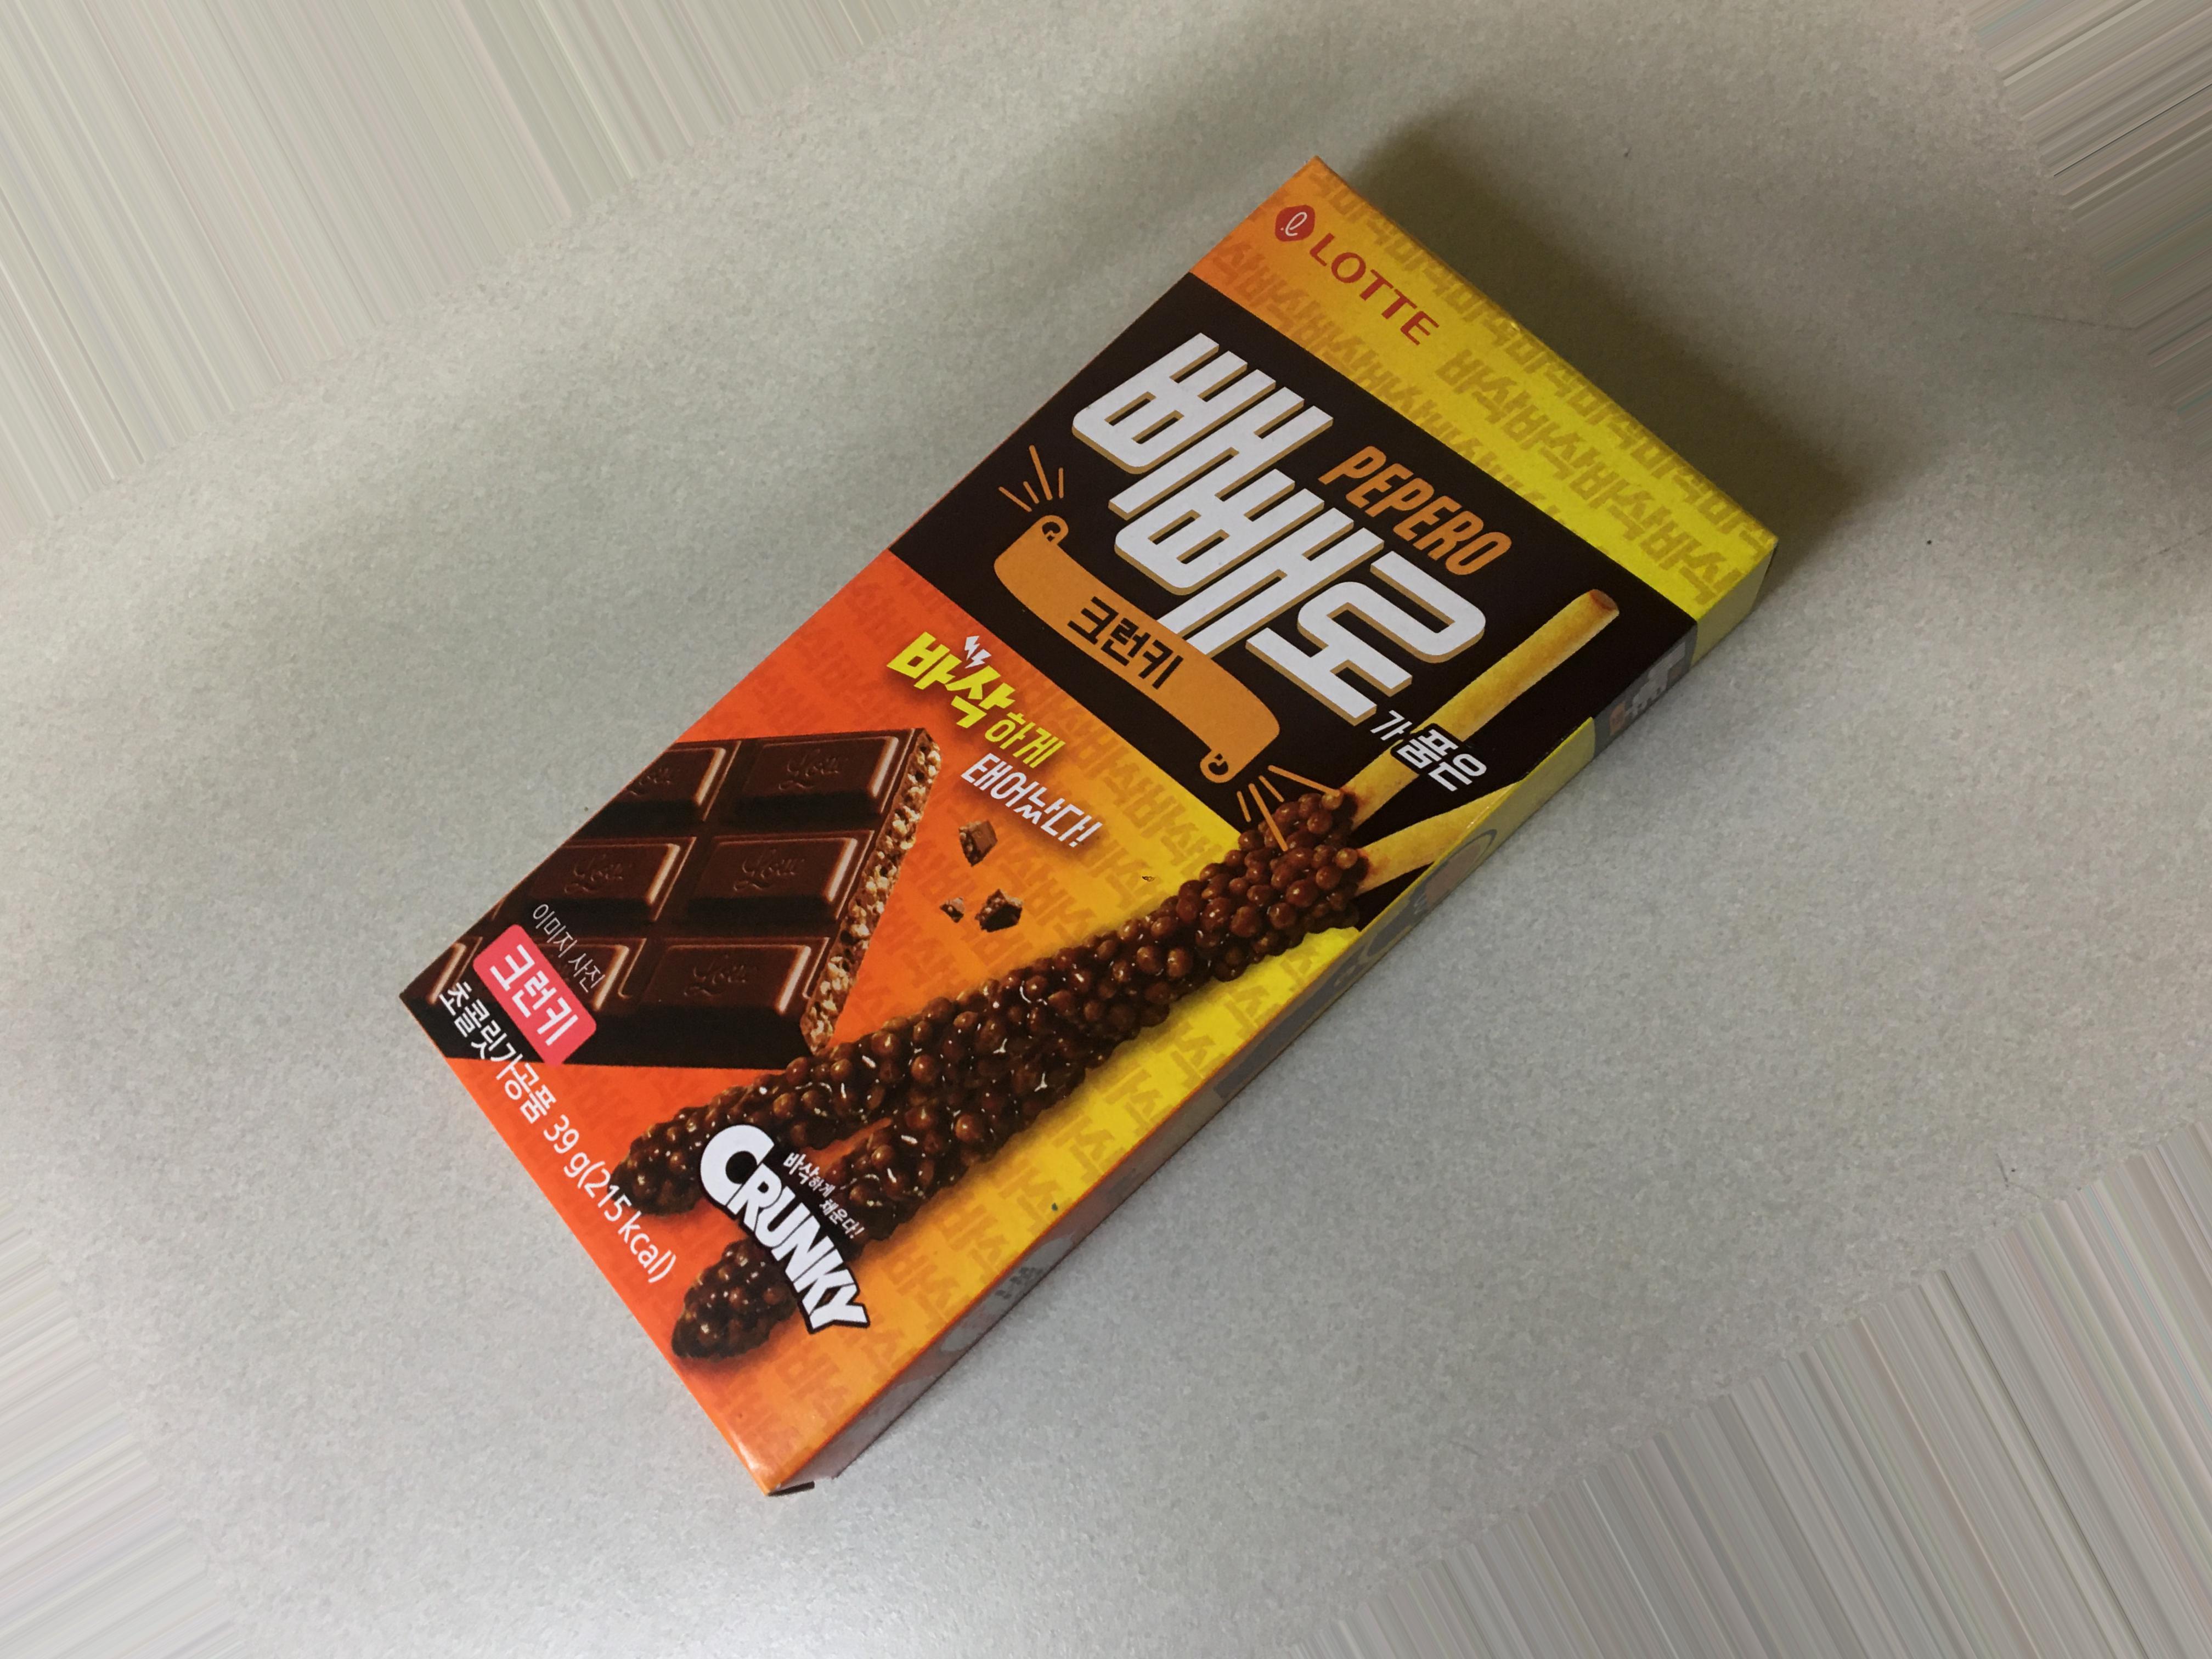 LOTTE
PEPERO
빼빼로
가 품은
크런키
바삭하게
태어났다!
이미지 사진
크런키
초콜릿가공품 39 g(215 kcal)
바삭하게 채운다!
CRUNKY